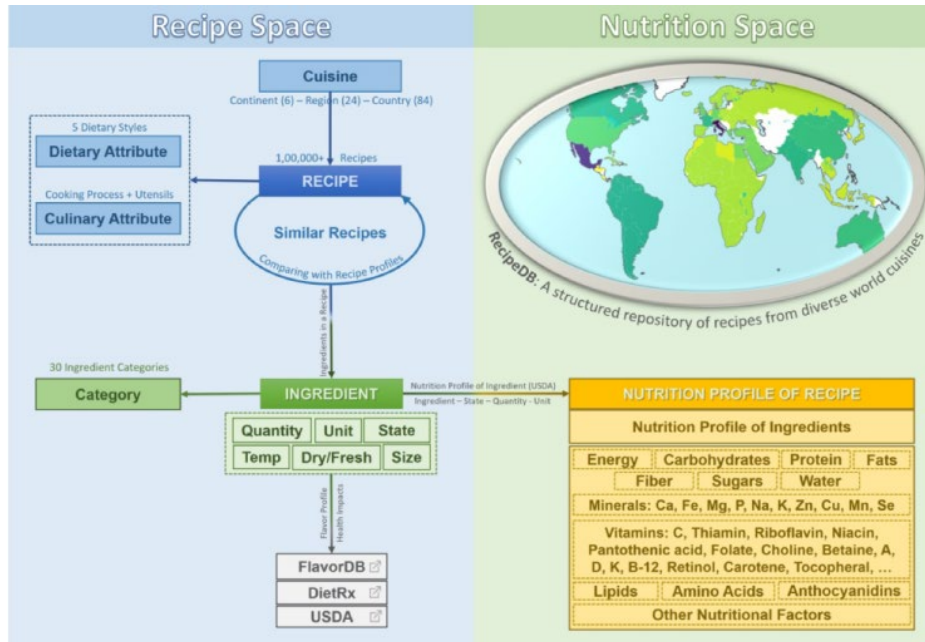 Recipe Space
Nutrition Space
Cuisine
Continent (6) – Region (24) – Country (84)
5 Dietary Styles
Dietary Attribute
Cooking Process + Utensils
Culinary Attribute
1,00,000+ Recipes
RECIPE
Similar Recipes
Comparing with Recipe Profiles
RecipeDB: A structured repository of recipes from diverse world cuisines
Ingredients in a Recipe
30 Ingredient Categories
Category
INGREDIENT
Nutrition Profile of Ingredient (USDA)
Ingredient – State – Quantity - Unit
Quantity
Unit
State
Temp
Dry/Fresh
Size
Flavor Profile
Health Impacts
FlavorDB
DietRx
USDA
NUTRITION PROFILE OF RECIPE
Nutrition Profile of Ingredients
Energy
Carbohydrates
Protein
Fats
Fiber
Sugars
Water
Minerals: Ca, Fe, Mg, P, Na, K, Zn, Cu, Mn, Se
Vitamins: C, Thiamin, Riboflavin, Niacin,
Pantothenic acid, Folate, Choline, Betaine, A,
D, K, B-12, Retinol, Carotene, Tocopheral, ...
Lipids
Amino Acids
Anthocyanidins
Other Nutritional Factors